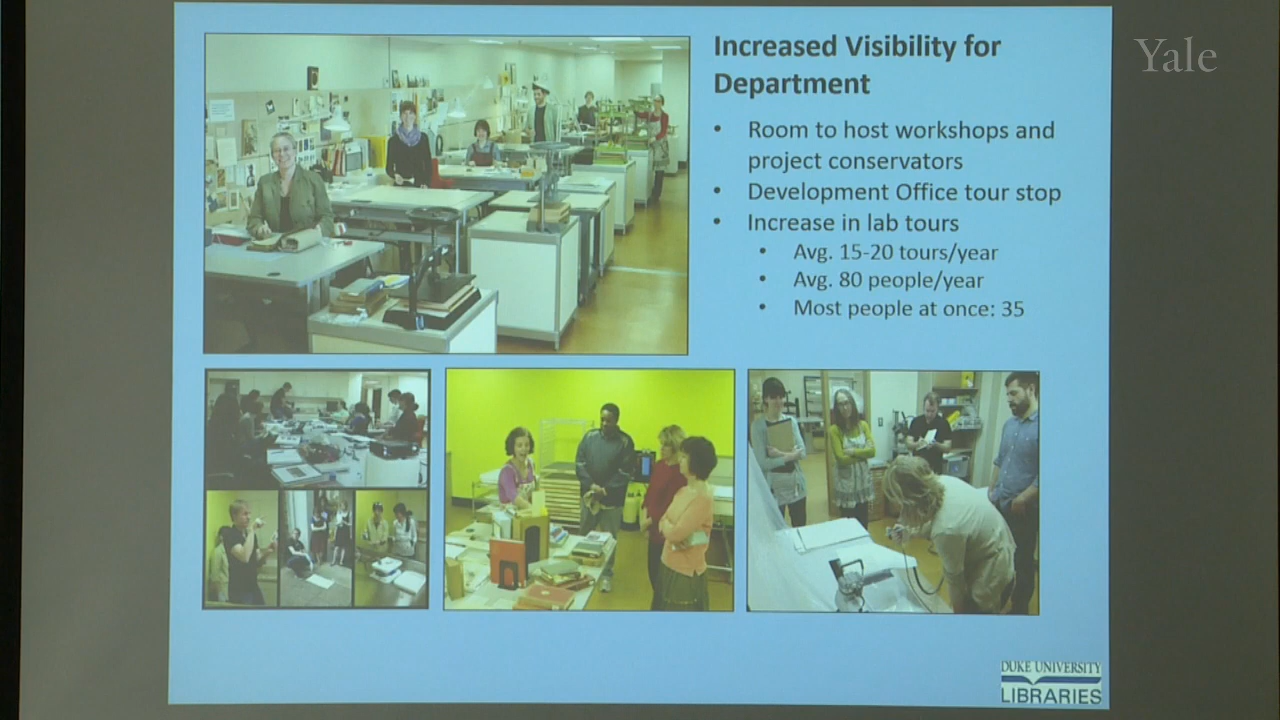 Increased Visibility for
Department
• Room to host workshops and
project conservators
• Development Office tour stop
• Increase in lab tours
• Avg. 15-20 tours/year
• Avg. 80 people/year
• Most people at once: 35
Yale
DUKE UNIVERSITY
LIBRARIES